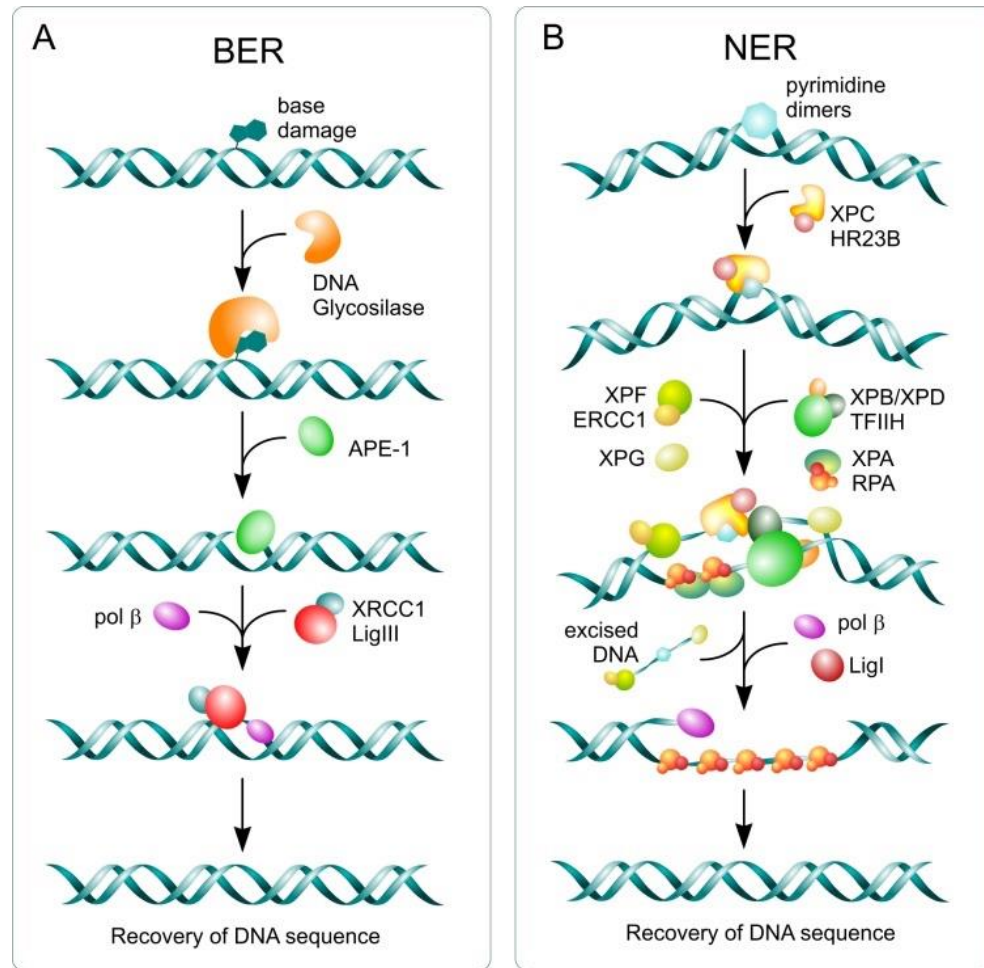 A
BER
base
damage
DNA
Glycosilase
APE-1
pol β
XRCC1
LigIII
Recovery of DNA sequence
B
NER
pyrimidine
dimers
XPC
HR23B
XPF
ERCC1
XPB/XPD
TFIIH
XPG
XPA
RPA
excised
DNA
pol β
LigI
Recovery of DNA sequence